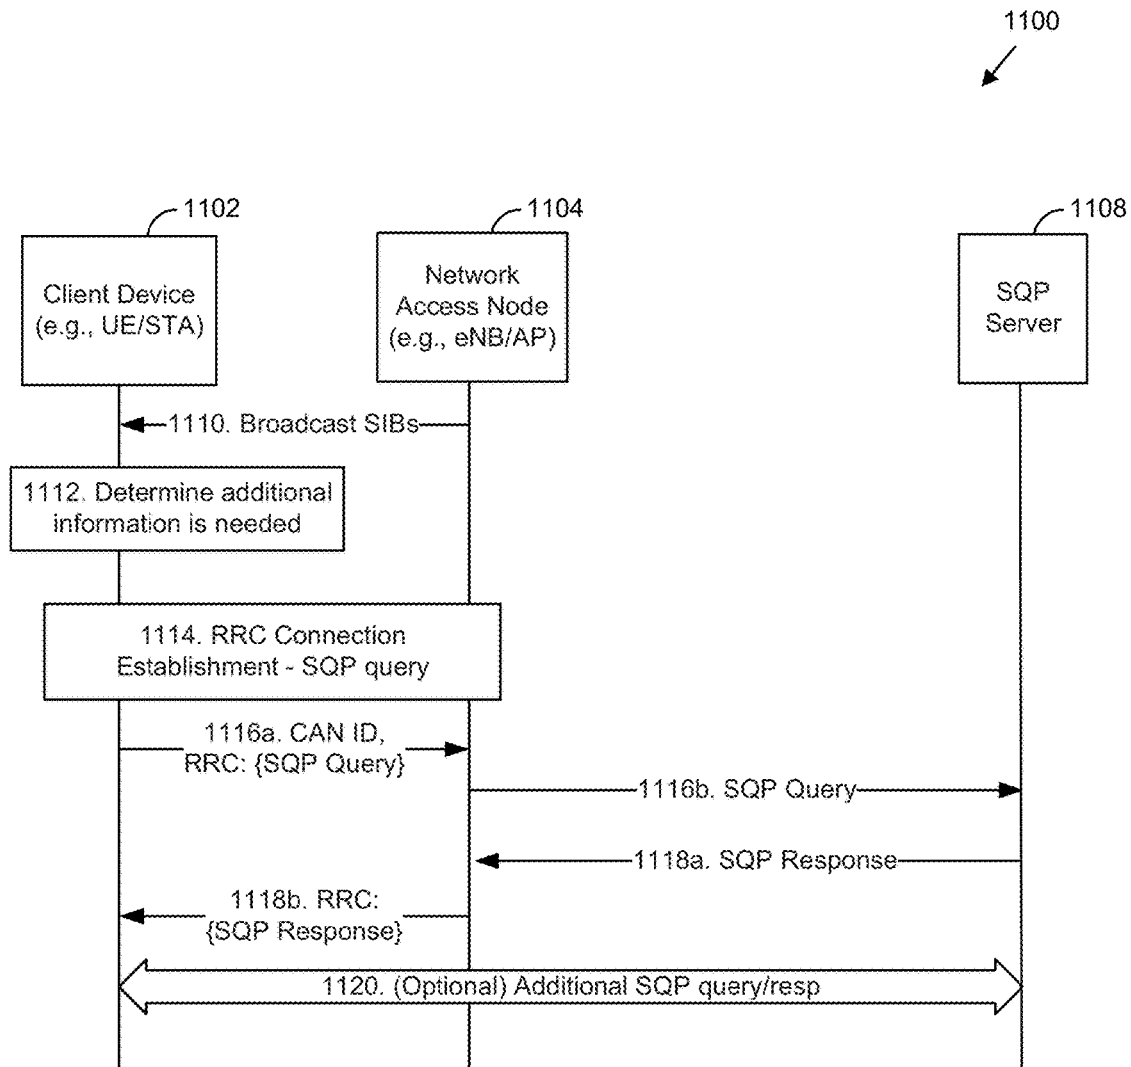 1100
1102
1104
1108
Client Device
(e.g., UE/STA)
Network
Access Node
(e.g., eNB/AP)
SQP
Server
1110. Broadcast SIBs
1112. Determine additional
information is needed
1114. RRC Connection
Establishment - SQP query
1116a. CAN ID,
RRC: {SQP Query}
1116b. SQP Query
1118a. SQP Response
1118b. RRC:
{SQP Response}
1120. (Optional) Additional SQP query/resp